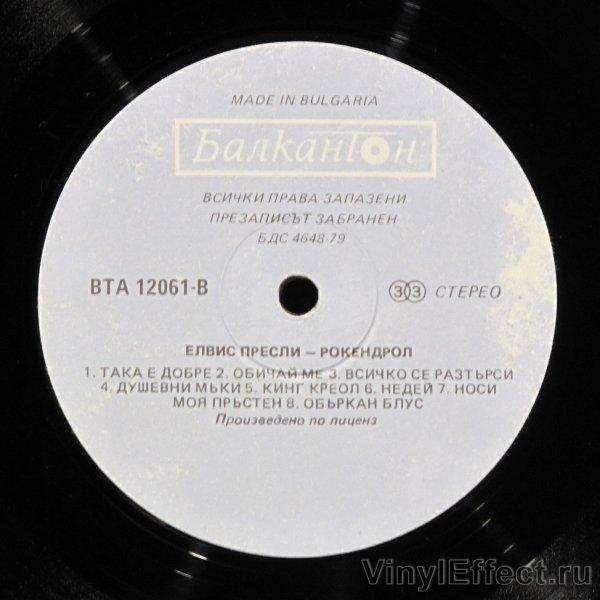 MADE IN BULGARIA
БалканТон
ВСИЧКИ ПРАВА ЗАПАЗЕНИ
ПРЕЗАПИСЪТ ЗАБРАНЕН
БДС 4648-79
ВТА 12061-В
33 СТЕРЕО
ЕЛВИС ПРЕСЛИ – РОКЕНДРОЛ
1. ТАКА Е ДОБРЕ 2. ОБИЧАЙ МЕ 3. ВСИЧКО СЕ РАЗТЪРСИ
4. ДУШЕВНИ МЪКИ 5. КИНГ КРЕОЛ 6. НЕДЕЙ 7. НОСИ
МОЯ ПРЪСТЕН 8. ОБЪРКАН БЛУС
Произведено по лиценз
VinylEffect.ru